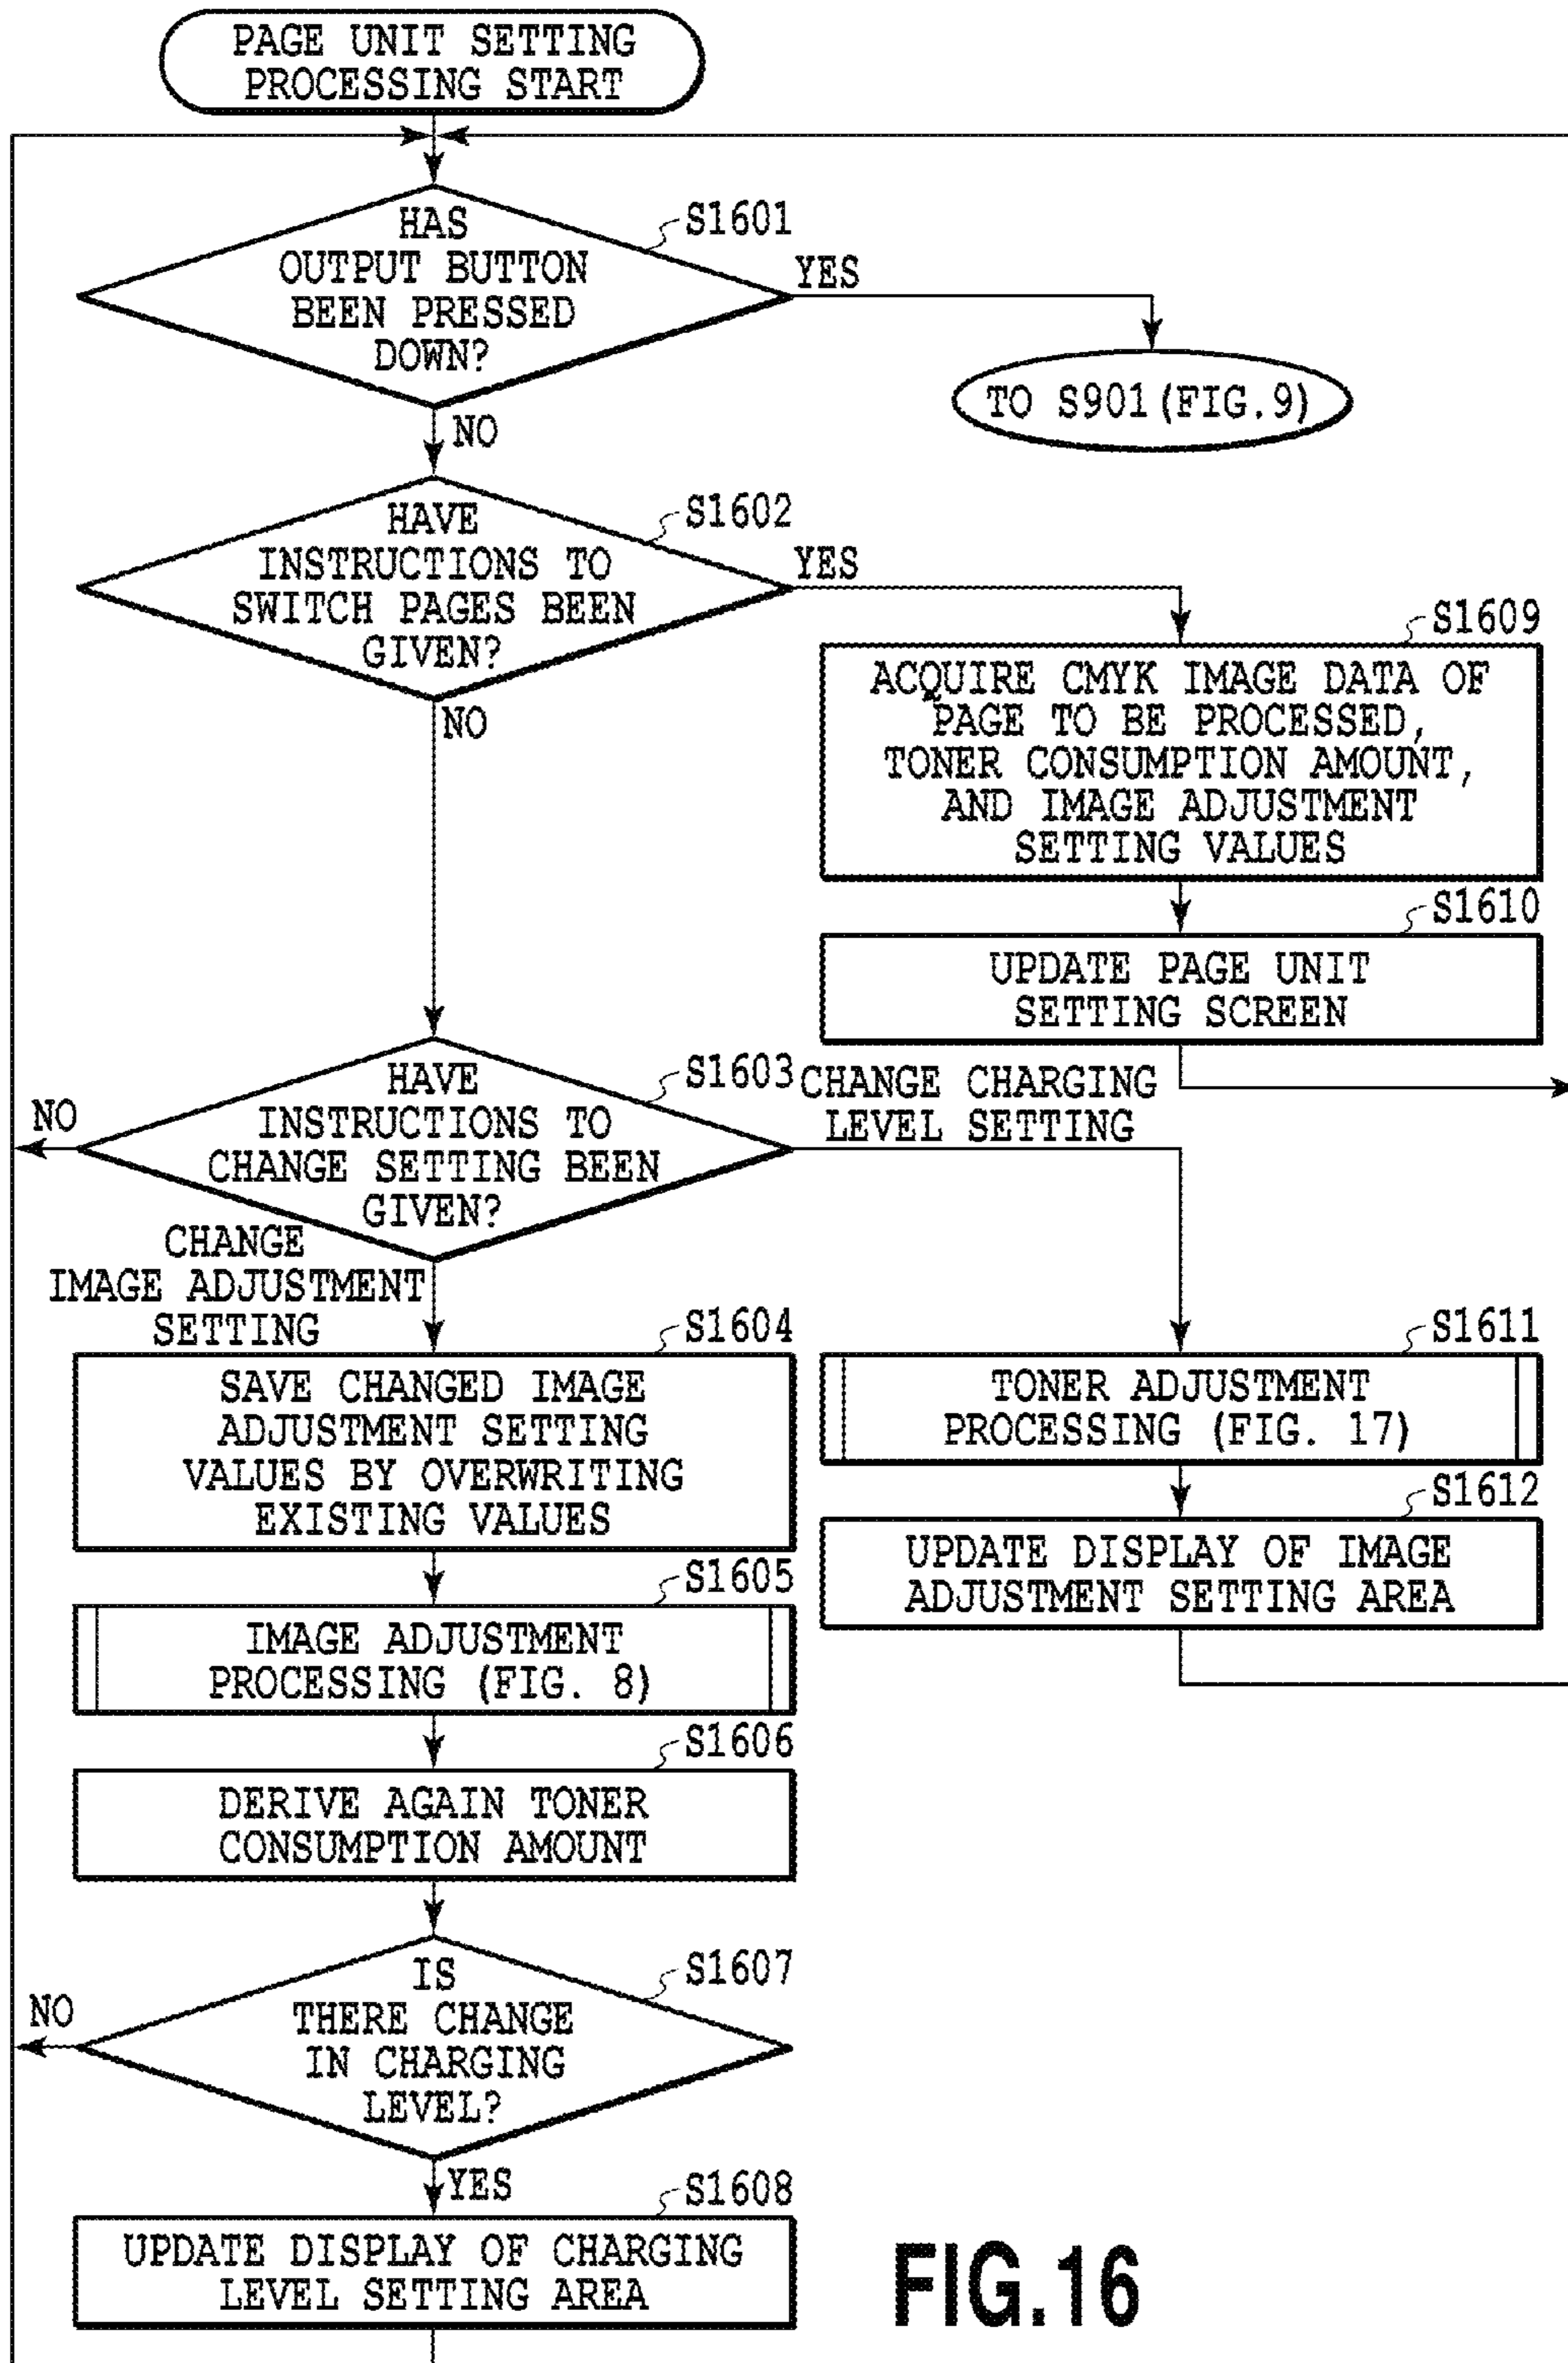 PAGE UNIT SETTING
PROCESSING START
HAS
OUTPUT BUTTON
BEEN PRESSED
DOWN?
S1601
YES
TO S901(FIG.9)
NO
HAVE
INSTRUCTIONS TO
SWITCH PAGES BEEN
GIVEN?
S1602
YES
NO
S1609
ACQUIRE CMYK IMAGE DATA OF
PAGE TO BE PROCESSED,
TONER CONSUMPTION AMOUNT,
AND IMAGE ADJUSTMENT
SETTING VALUES
S1610
UPDATE PAGE UNIT
SETTING SCREEN
HAVE
INSTRUCTIONS TO
CHANGE SETTING BEEN
GIVEN?
S1603
NO
CHANGE CHARGING
LEVEL SETTING
CHANGE
IMAGE ADJUSTMENT
SETTING
S1604
SAVE CHANGED IMAGE
ADJUSTMENT SETTING
VALUES BY OVERWRITING
EXISTING VALUES
S1611
TONER ADJUSTMENT
PROCESSING (FIG. 17)
S1612
UPDATE DISPLAY OF IMAGE
ADJUSTMENT SETTING AREA
S1605
IMAGE ADJUSTMENT
PROCESSING (FIG. 8)
S1606
DERIVE AGAIN TONER
CONSUMPTION AMOUNT
IS
THERE CHANGE
IN CHARGING
LEVEL?
S1607
NO
YES
S1608
UPDATE DISPLAY OF CHARGING
LEVEL SETTING AREA
FIG.16